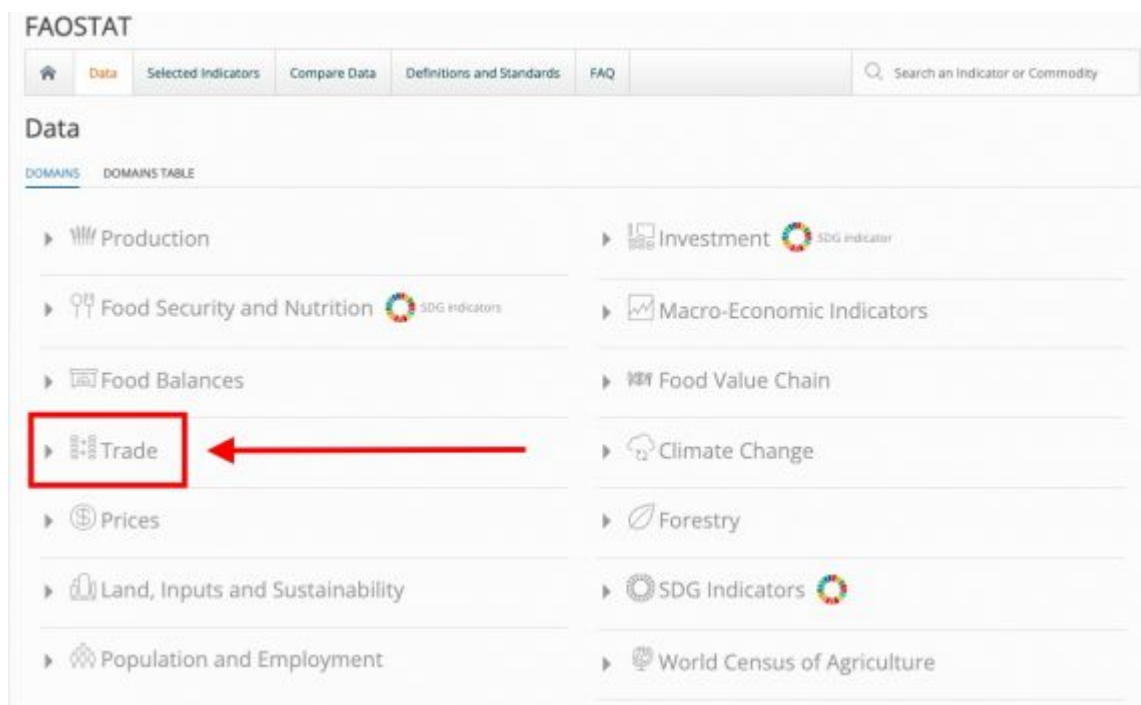 FAOSTAT
Data Selected Indicators Compare Data Definitions and Standards FAQ Search an Indicator or Commodity
Data
DOMAINS DOMAINS TABLE
Production
Investment SDG indicator
Food Security and Nutrition SDG indicators
Macro-Economic Indicators
Food Balances
Food Value Chain
Trade
Climate Change
Prices
Forestry
Land, Inputs and Sustainability
SDG Indicators
Population and Employment
World Census of Agriculture